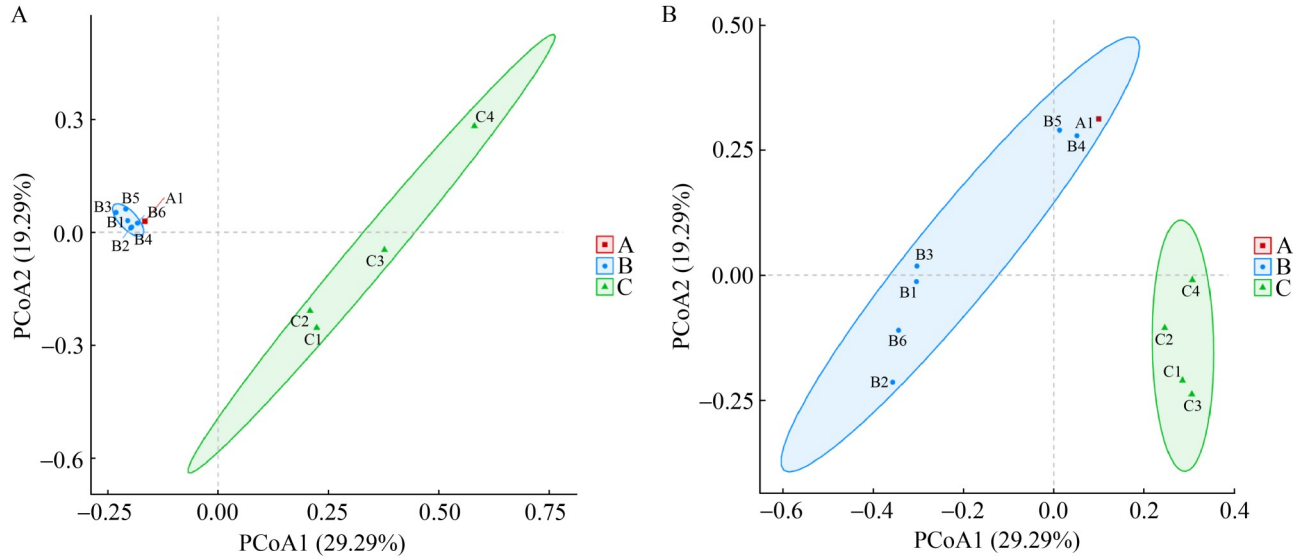 A
PCoA2 (19.29%)
0.3
0.0
−0.3
−0.6
−0.25
0.00
0.25
0.50
0.75
PCoA1 (29.29%)
C4
C3
C2
C1
B3
B5
A1
B1
B6
B2
B4
A
B
C
B
PCoA2 (19.29%)
0.50
0.25
0.00
−0.25
−0.6
−0.4
−0.2
0.0
0.2
0.4
PCoA1 (29.29%)
B5
A1
B4
B3
B1
B6
B2
C4
C2
C1
C3
A
B
C